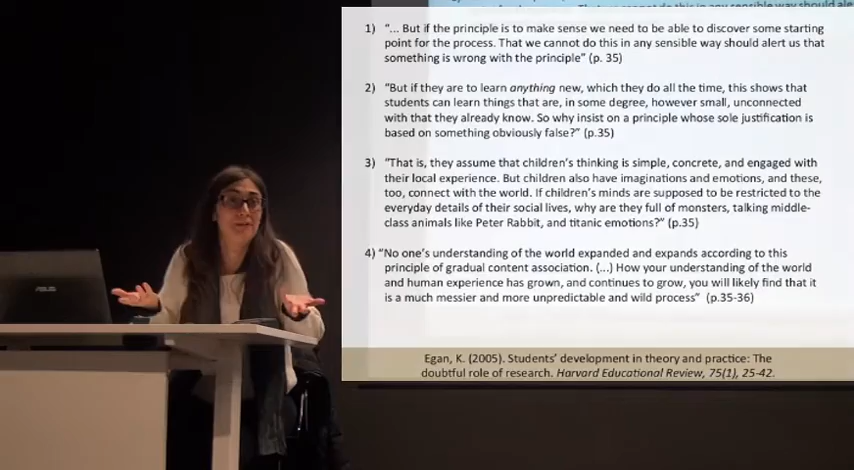 1) "... But if the principle is to make sense we need to be able to discover some starting
point for the process. That we cannot do this in any sensible way should alert us that
something is wrong with the principle" (p. 35)
2) "But if they are to learn anything new, which they do all the time, this shows that
students can learn things that are, in some degree, however small, unconnected
with that they already know. So why insist on a principle whose sole justification is
based on something obviously false?" (p.35)
3) "That is, they assume that children's thinking is simple, concrete, and engaged with
their local experience. But children also have imaginations and emotions, and these,
too, connect with the world. If children's minds are supposed to be restricted to the
everyday details of their social lives, why are they full of monsters, talking middle-
class animals like Peter Rabbit, and titanic emotions?" (p.35)
4) "No one's understanding of the world expanded and expands according to this
principle of gradual content association. (...) How your understanding of the world
and human experience has grown, and continues to grow, you will likely find that it
is a much messier and more unpredictable and wild process" (p.35-36)
Egan, K. (2005). Students' development in theory and practice: The
doubtful role of research. Harvard Educational Review, 75(1), 25-42.
ASUS